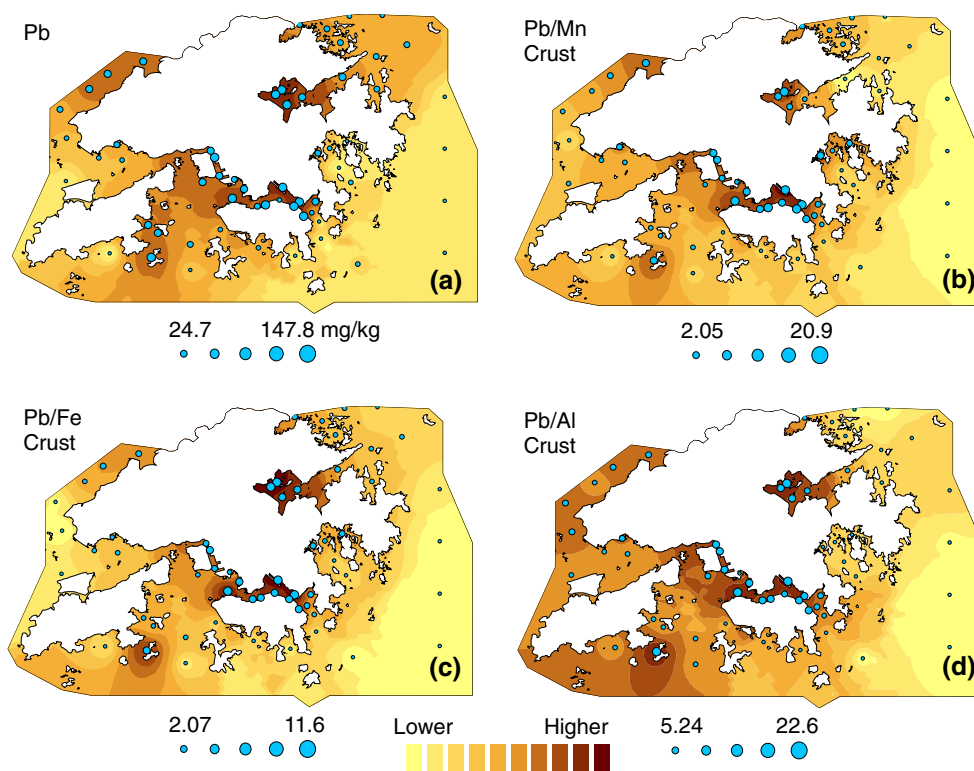 Pb
(a)
24.7 147.8 mg/kg
Pb/Mn
Crust
(b)
2.05 20.9
Pb/Fe
Crust
(c)
2.07 11.6
Lower Higher
Pb/Al
Crust
(d)
5.24 22.6